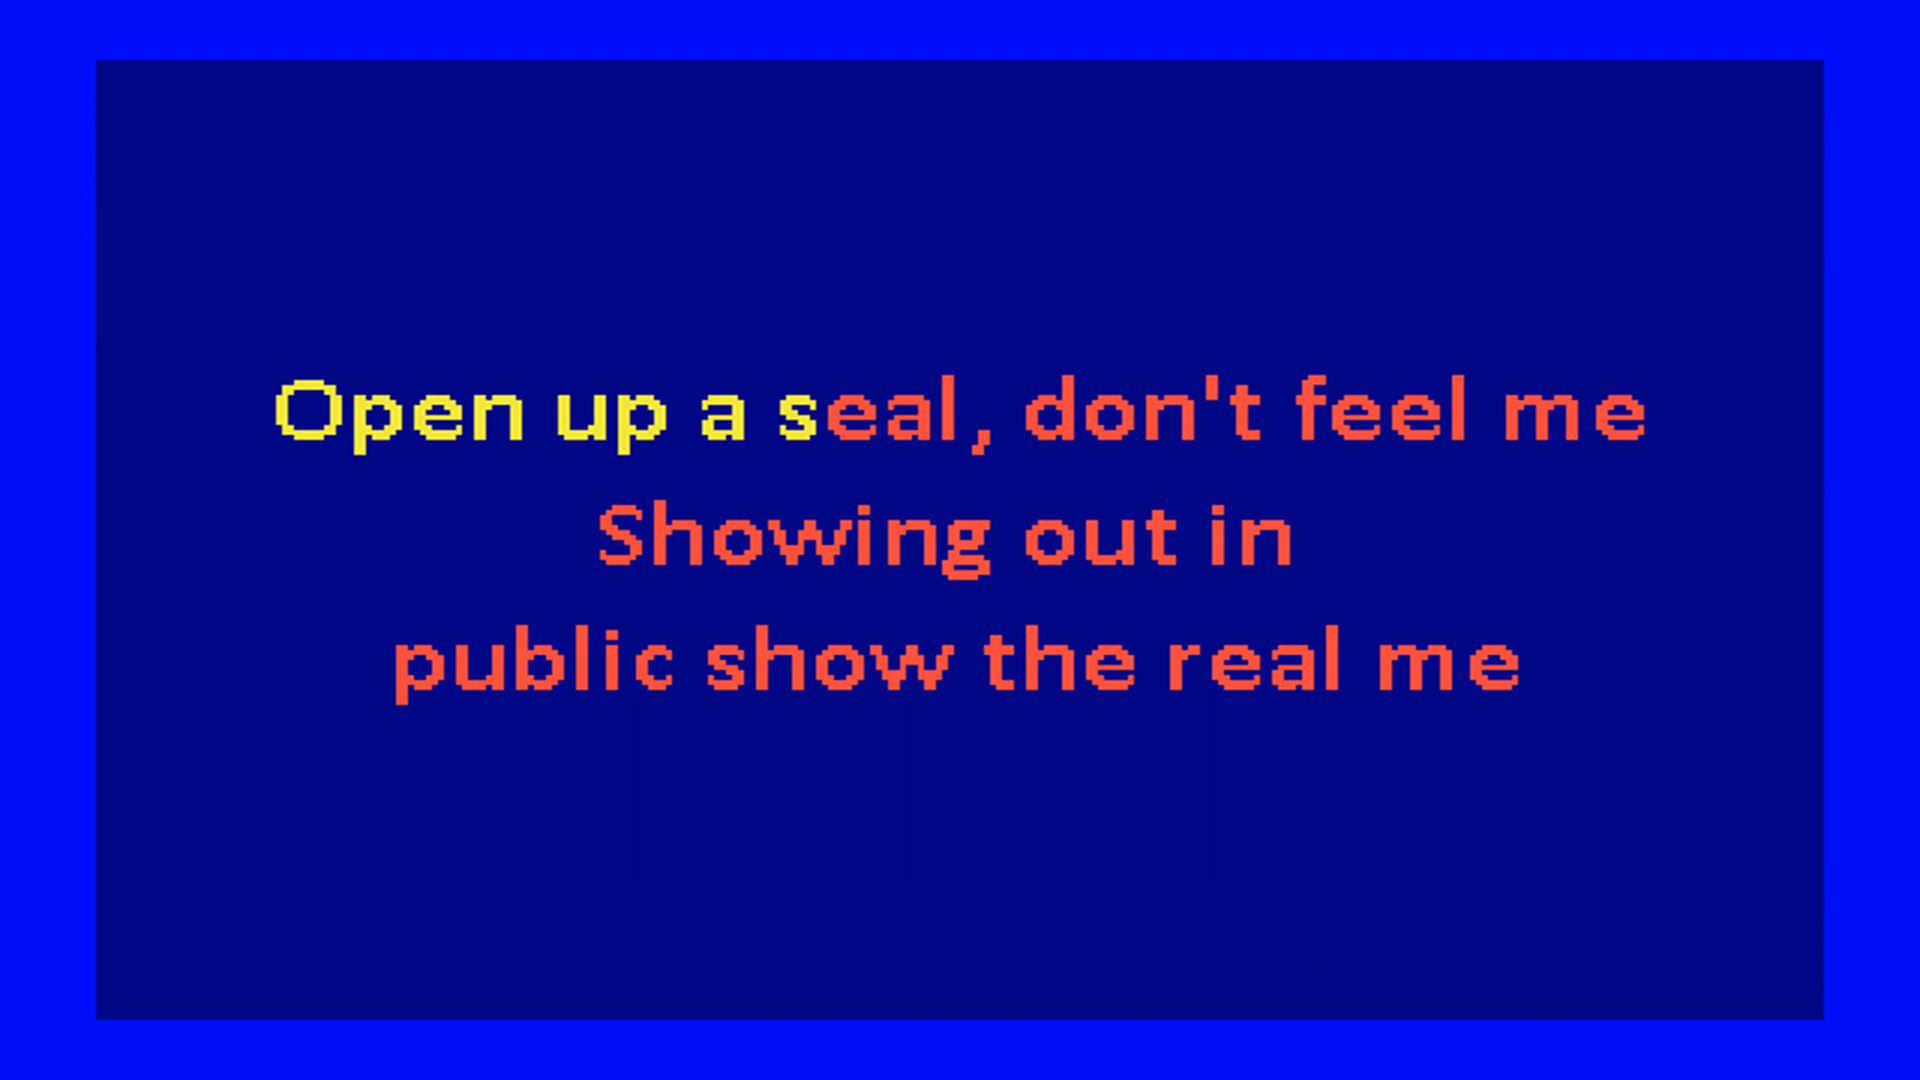 Open up a seal, don't feel me
Showing out in
public show the real me